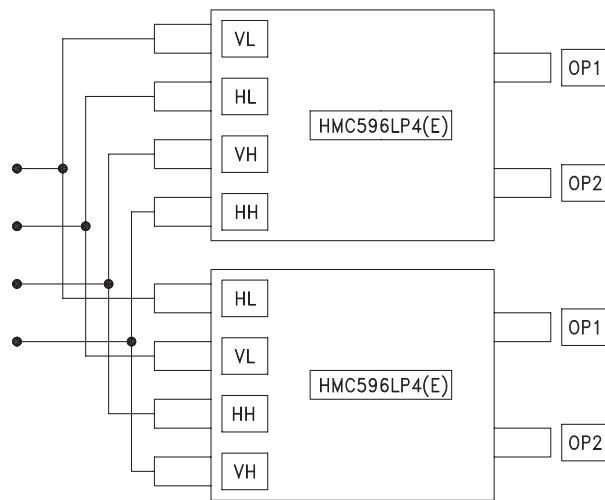 VL
OP1
HL
HMC596LP4(E)
VH
OP2
HH
HL
OP1
VL
HMC596LP4(E)
HH
OP2
VH